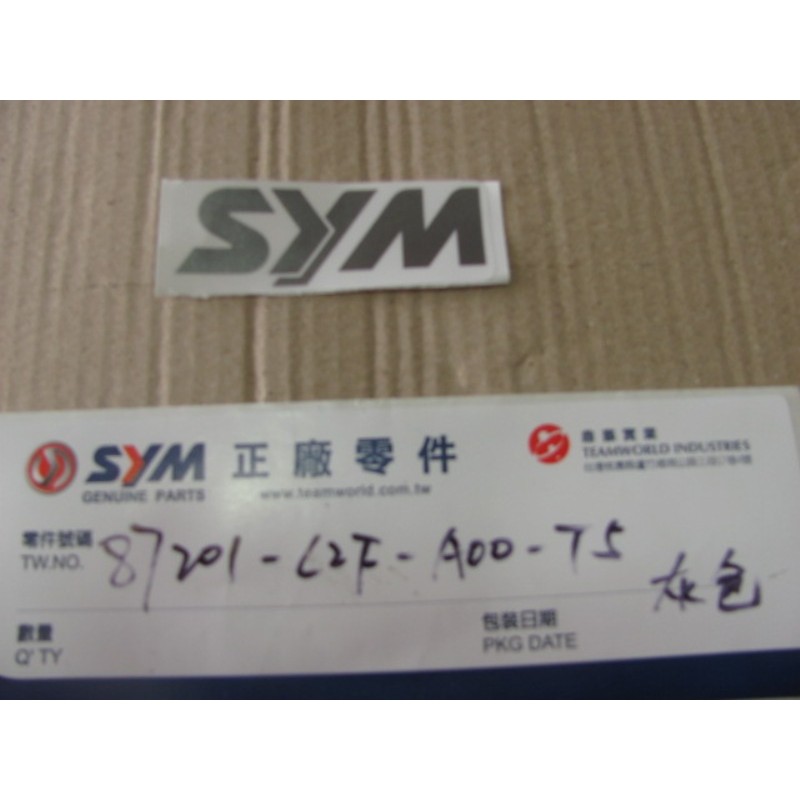 SYM
SYM 正廠零件
GENUINE PARTS
www.teamworld.com.tw
TEAMWORLD INDUSTRIES
零件號碼
TW.NO. 87201-L2F-A00-T5
灰色
數量
Q'TY
包裝日期
PKG DATE